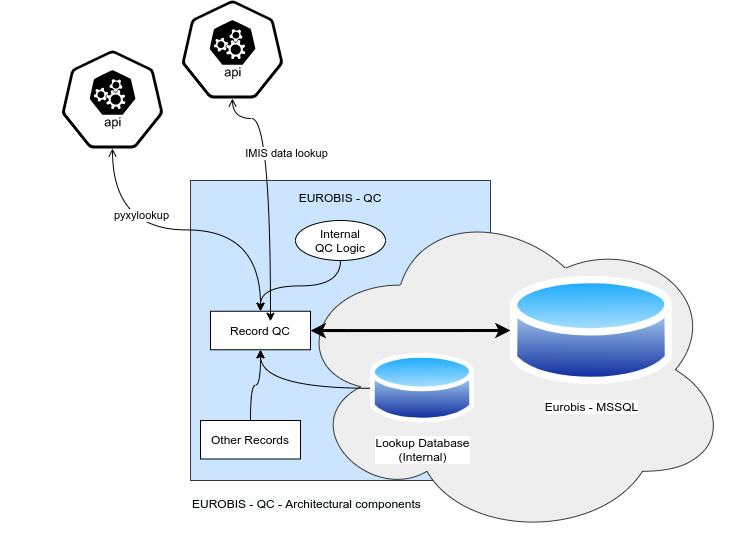 api
api
IMIS data lookup
pyxylookup
EUROBIS - QC
Internal
QC Logic
Record QC
Eurobis - MSSQL
Other Records
Lookup Database
(Internal)
EUROBIS - QC - Architectural components